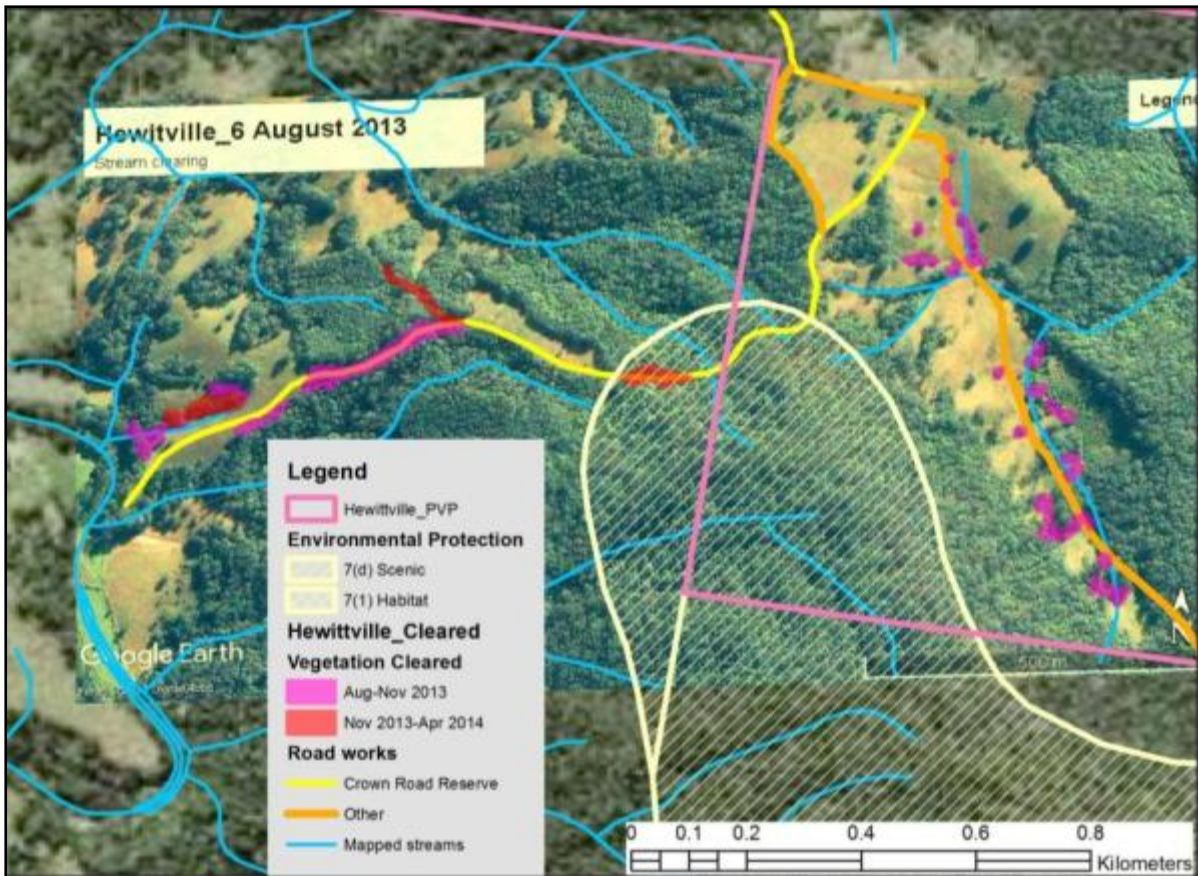 Hewitville_6 August 2013
Stream clearing
Legend
Legend
Hewittville_PVP
Environmental Protection
7(d) Scenic
7(1) Habitat
Hewittville_Cleared
Vegetation Cleared
Aug-Nov 2013
Nov 2013-Apr 2014
Road works
Crown Road Reserve
Other
Mapped streams
Google Earth
N
500 m
0 0.1 0.2 0.4 0.6 0.8
Kilometers